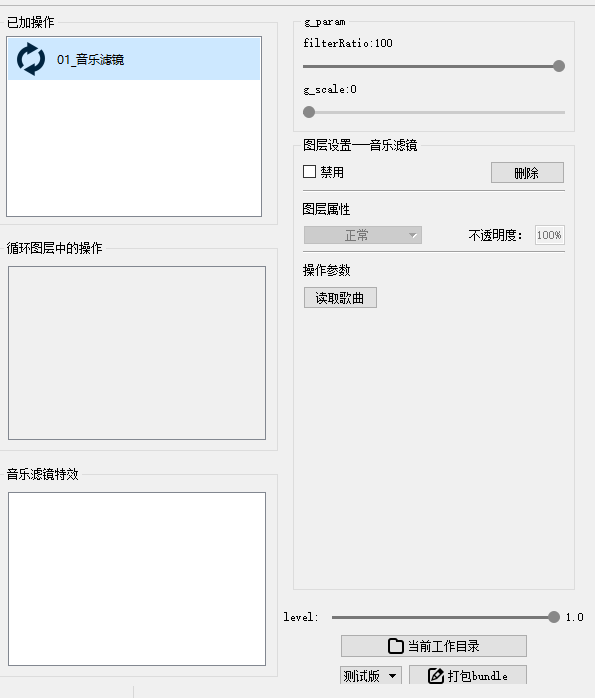 已加操作
01_音乐滤镜
循环图层中的操作
音乐滤镜特效
g_param
filterRatio:100
g_scale:0
图层设置——音乐滤镜
禁用
删除
图层属性
正常
不透明度：
100%
操作参数
读取歌曲
level:
1.0
当前工作目录
测试版
打包bundle